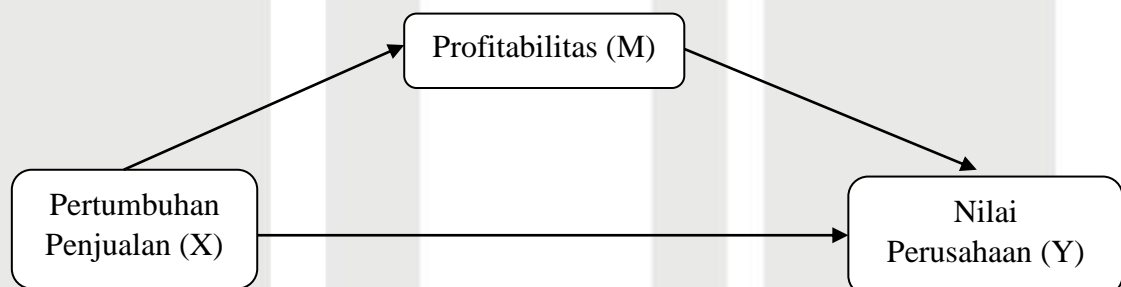 Profitabilitas (M)
Pertumbuhan
Penjualan (X)
Nilai
Perusahaan (Y)